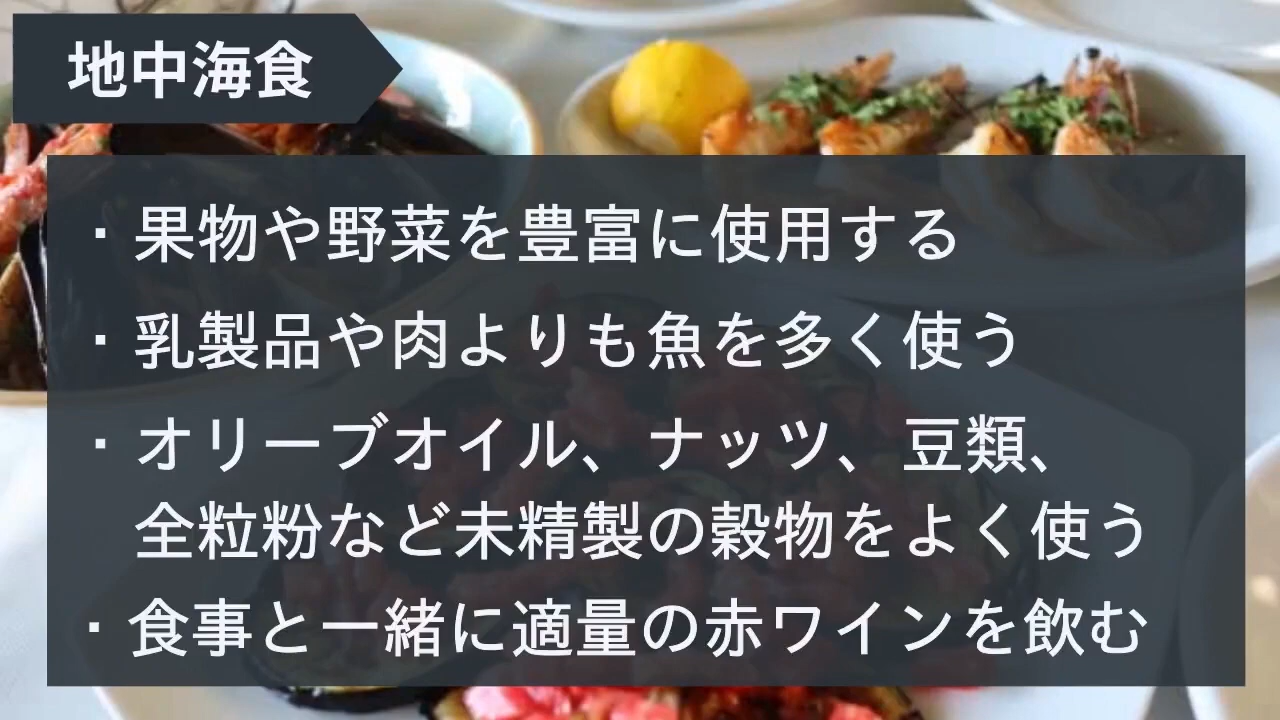 地中海食
・果物や野菜を豊富に使用する
・乳製品や肉よりも魚を多く使う
・オリーブオイル、ナッツ、豆類、
全粒粉など未精製の穀物をよく使う
・食事と一緒に適量の赤ワインを飲む